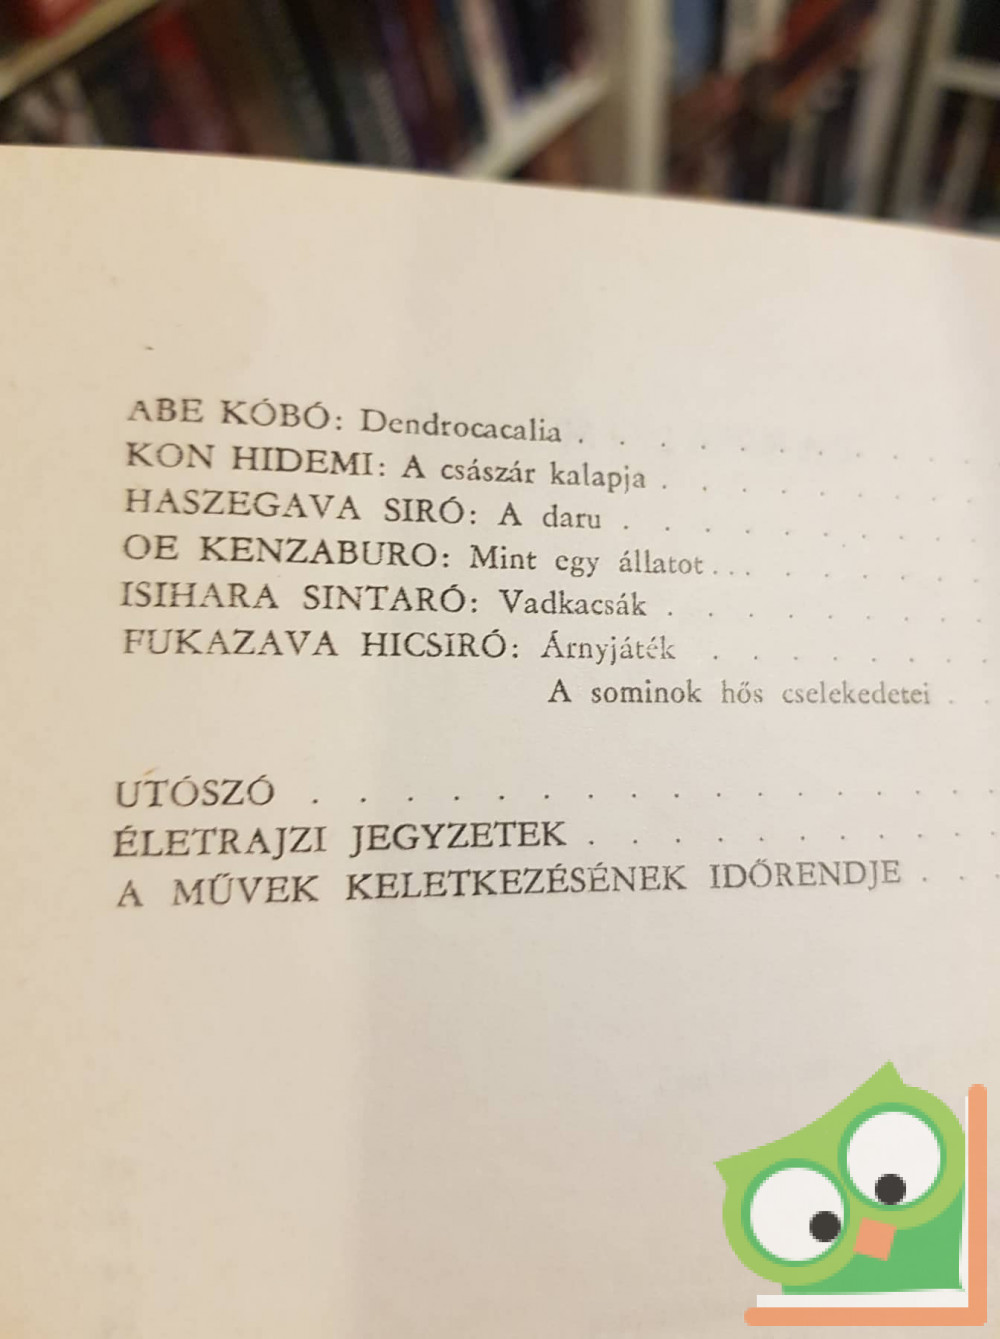 ABE KÓBÓ: Dendrocacalia . . . . . . . . . .
KON HIDEMI: A császár kalapja . . . . . . . .
HASZEGAVA SIRÓ: A daru . . . . . . . . .
OE KENZABURO: Mint egy állatot . . . . . . . . .
ISIHARA SINTARÓ: Vadkacsák . . . . . . . .
FUKAZAVA HICSIRÓ: Árnyjáték . . . . . . .
A sominok hős cselekedetei . .
UTÓSZÓ . . . . . . . . . . . . . . . .
ÉLETRAJZI JEGYZETEK . . . . . . . . . .
A MŰVEK KELETKEZÉSÉNEK IDŐRENDJE . . .